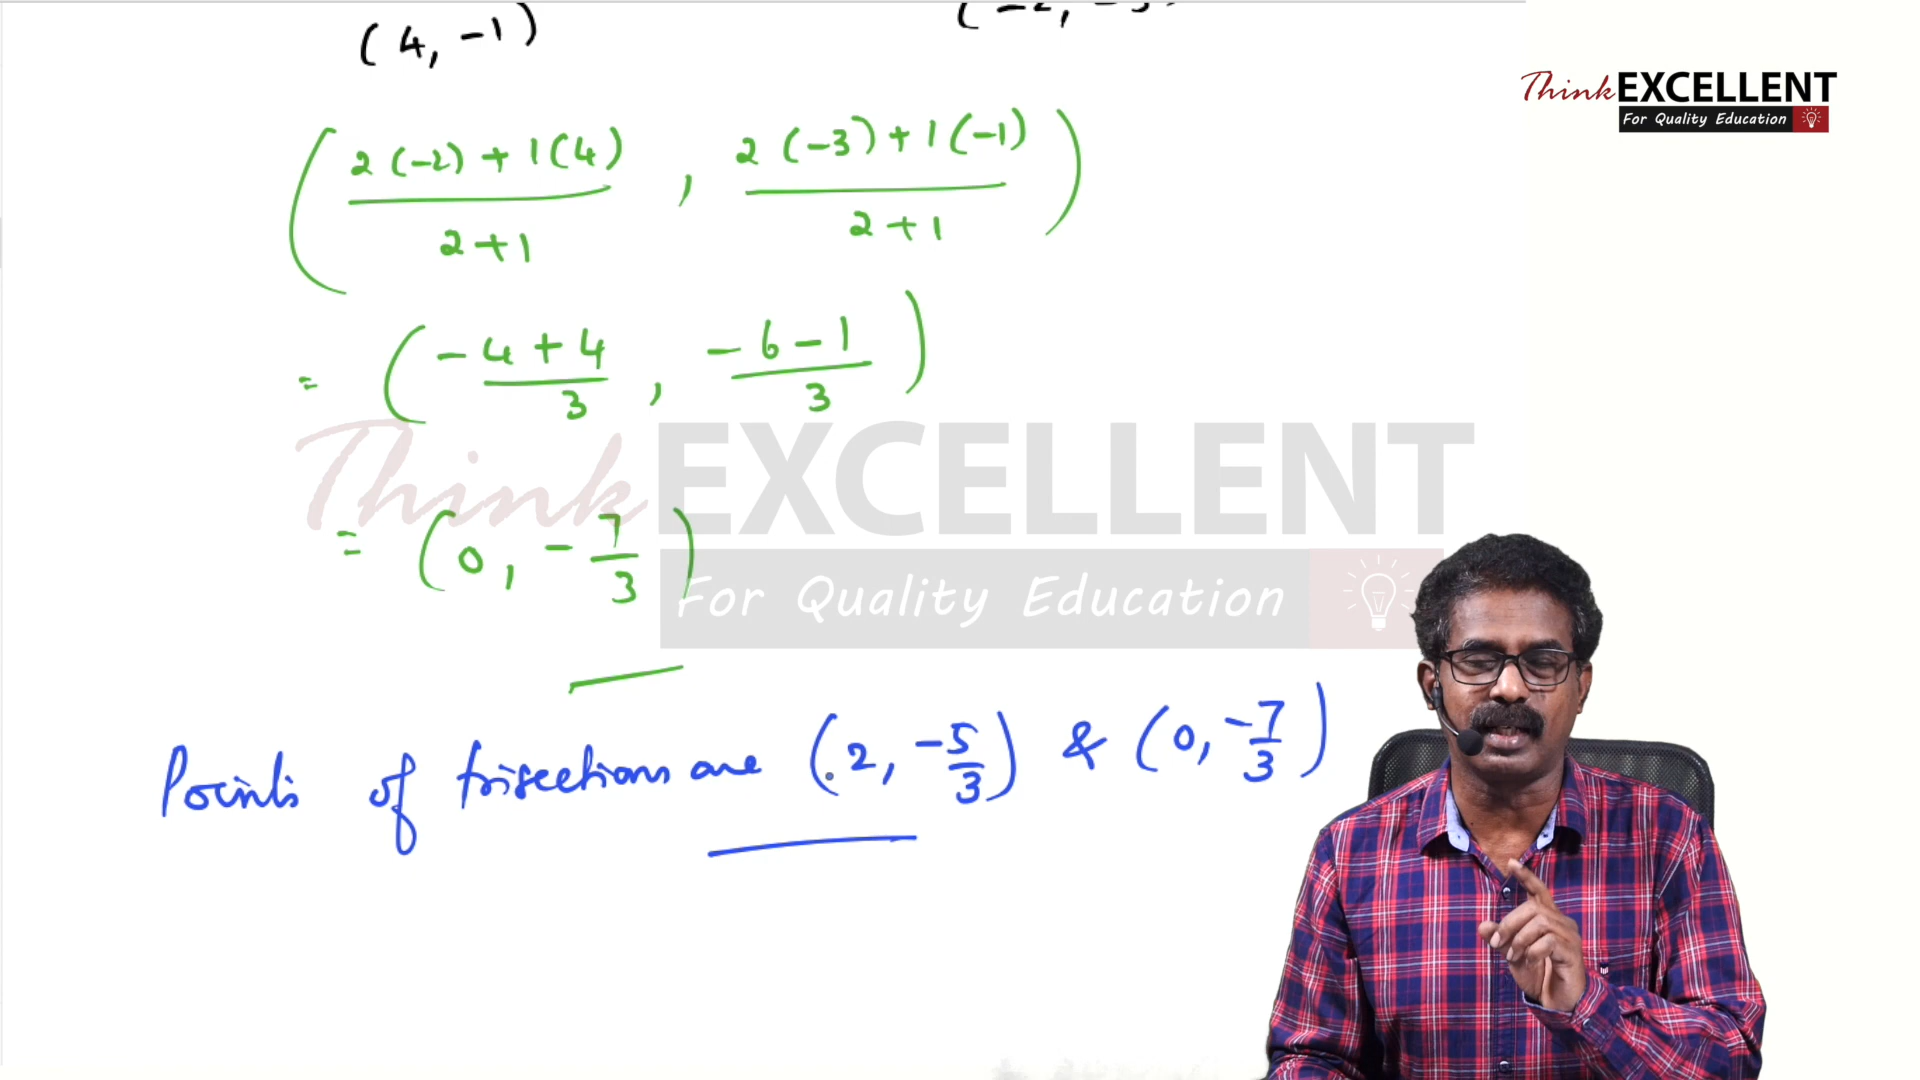 (4, -1) (-2, -3)
Think EXCELLENT
For Quality Education
( 2(-2) + 1(4) / 2+1 , 2(-3) + 1(-1) / 2+1 )
= ( -4+4 / 3 , -6-1 / 3 )
= (0, -7/3)
Think EXCELLENT
For Quality Education
Points of trisections are (2, -5/3) & (0, -7/3)